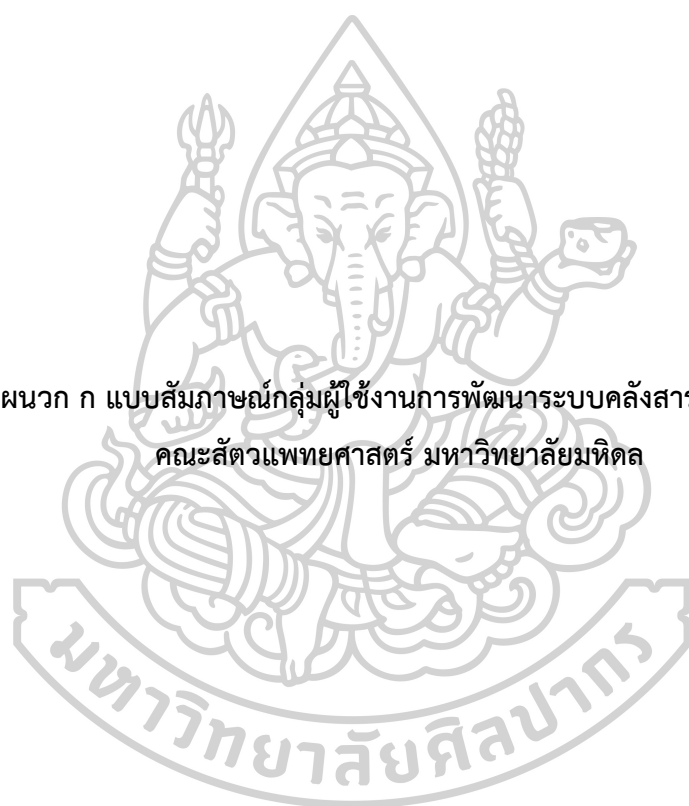 ผนวก ก แบบสัมภาษณ์กลุ่มผู้ใช้งานการพัฒนาระบบคลังสาร
คณะสัตวแพทยศาสตร์ มหาวิทยาลัยมหิดล
มหาวิทยาลัยศิลปากร